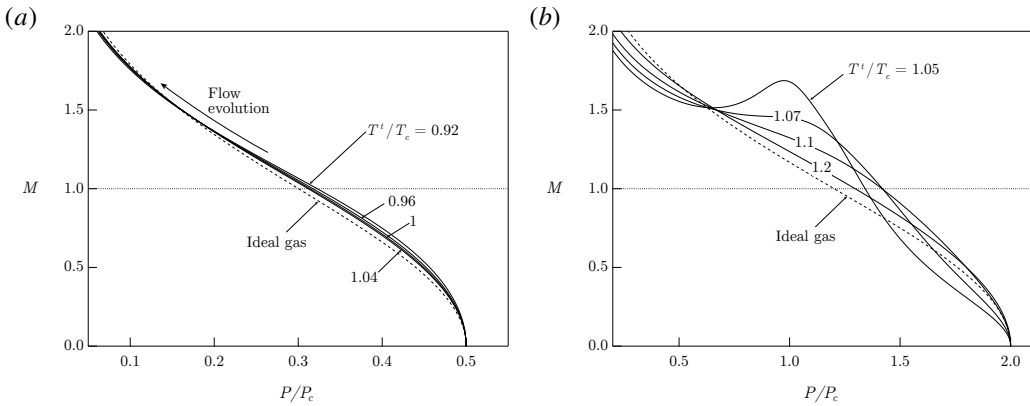 (a)
2.0
1.5
M
1.0
0.5
0.0
Flow
evolution
T^t/T_c = 0.92
0.96
1
1.04
Ideal gas
0.1
0.2
0.3
0.4
0.5
P/P_c
(b)
2.0
1.5
M
1.0
0.5
0.0
T^t/T_c = 1.05
1.07
1.1
1.2
Ideal gas
0.5
1.0
1.5
2.0
P/P_c